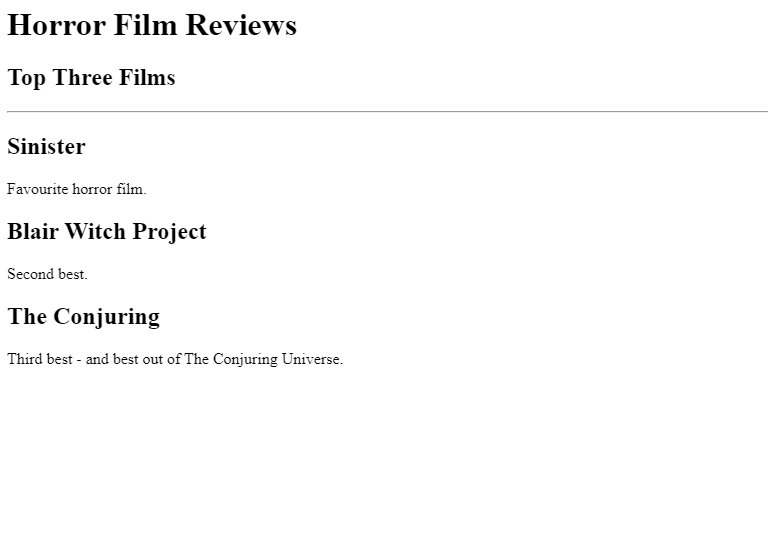 Horror Film Reviews
Top Three Films
Sinister
Favourite horror film.
Blair Witch Project
Second best.
The Conjuring
Third best - and best out of The Conjuring Universe.